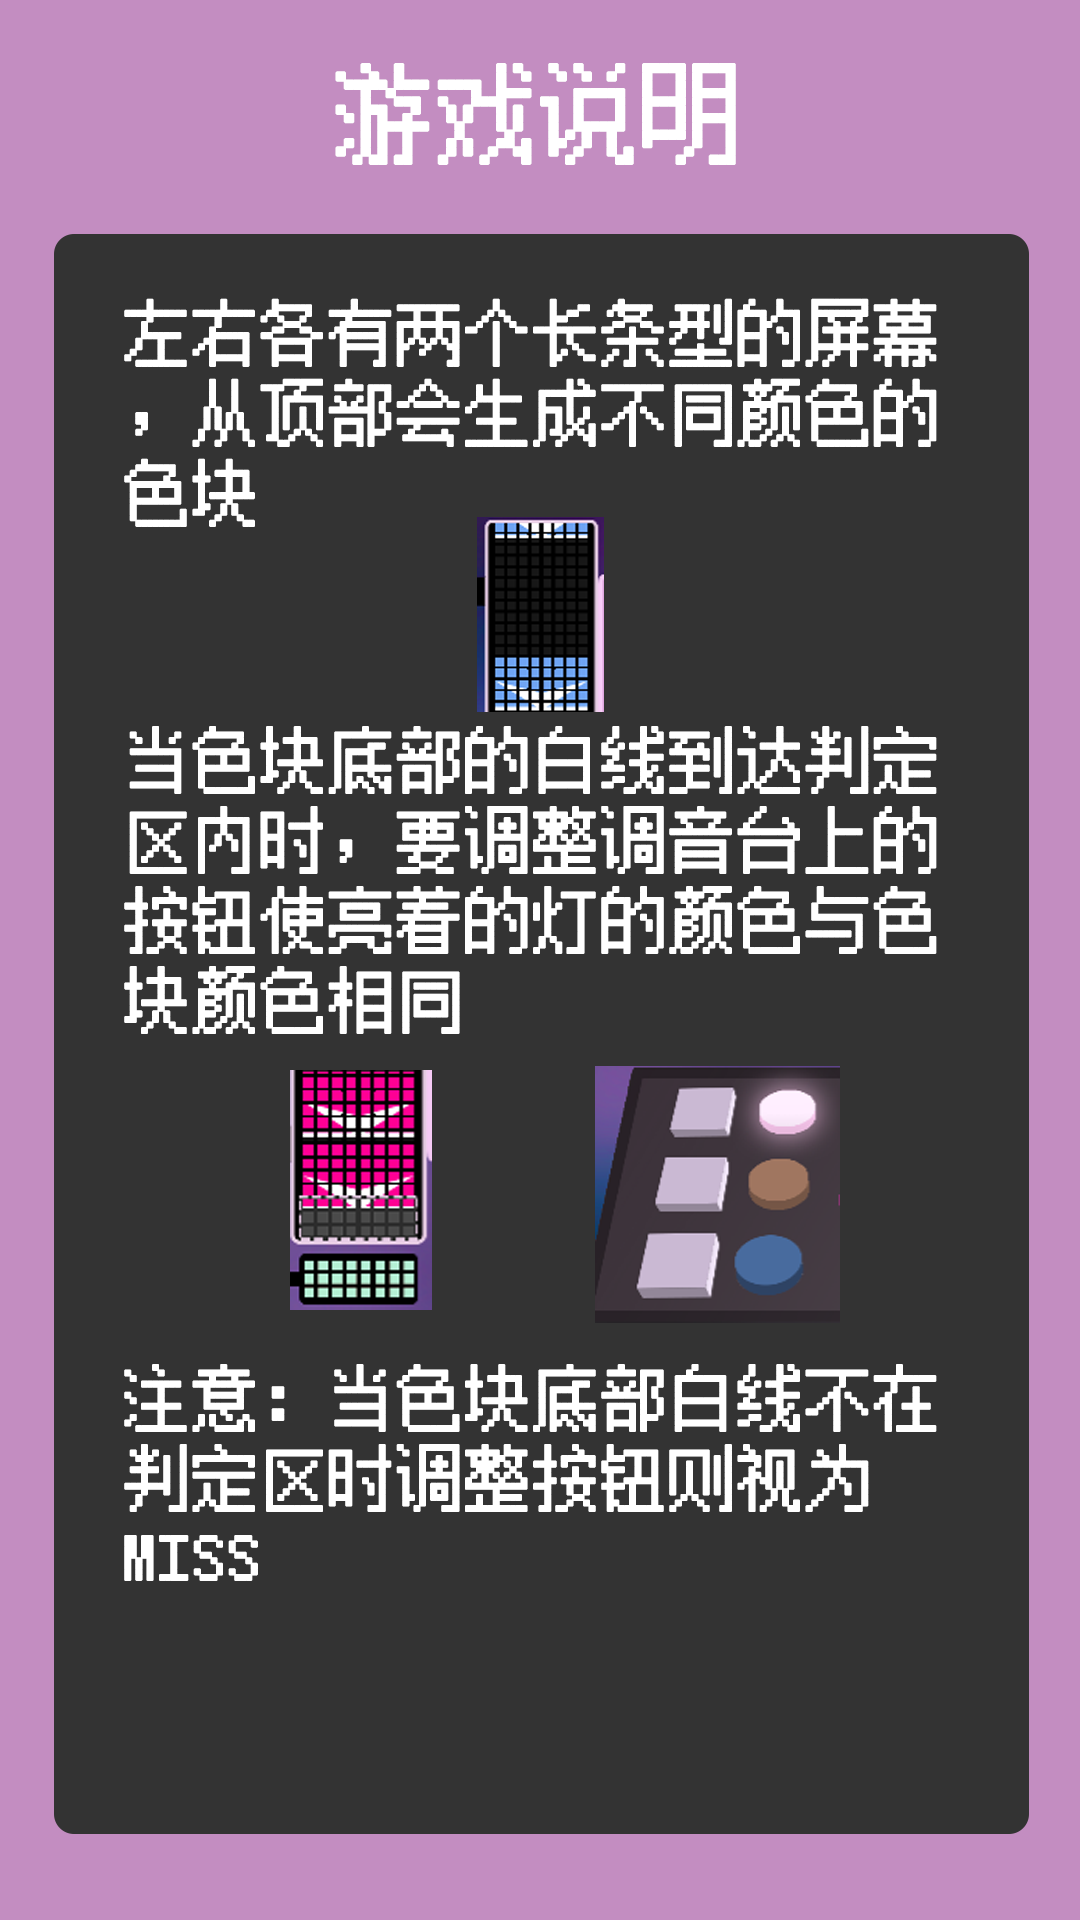 游戏说明
左右各有两个长条型的屏幕
，从顶部会生成不同颜色的
色块
当色块底部的白线到达判定
区内时，要调整调音台上的
按钮使亮着的灯的颜色与色
块颜色相同
注意：当色块底部白线不在
判定区时调整按钮则视为
MISS